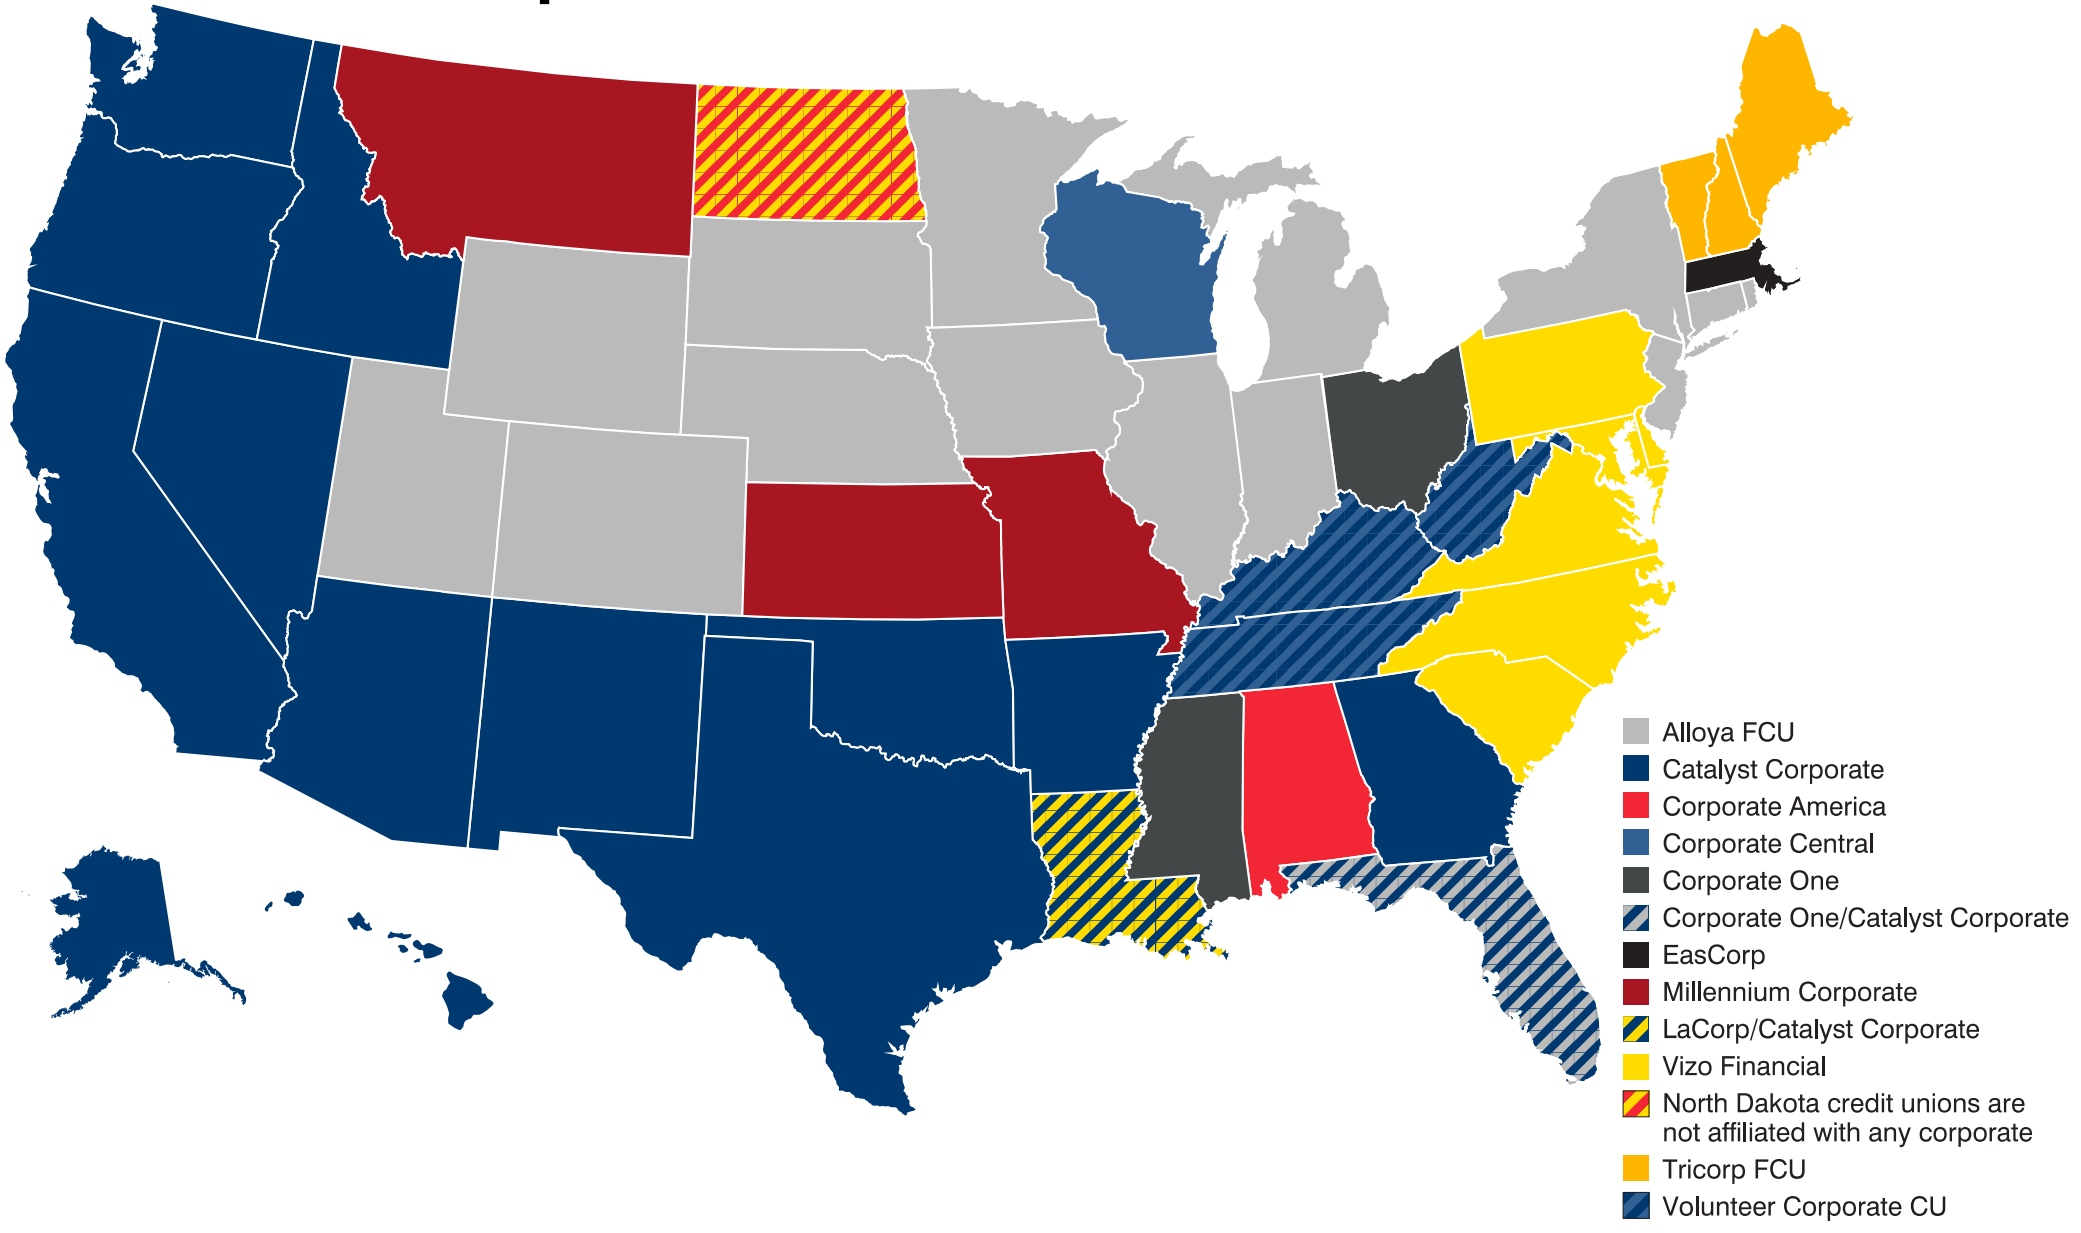 Alloya FCU
Catalyst Corporate
Corporate America
Corporate Central
Corporate One
Corporate One/Catalyst Corporate
EasCorp
Millennium Corporate
LaCorp/Catalyst Corporate
Vizo Financial
North Dakota credit unions are
not affiliated with any corporate
Tricorp FCU
Volunteer Corporate CU